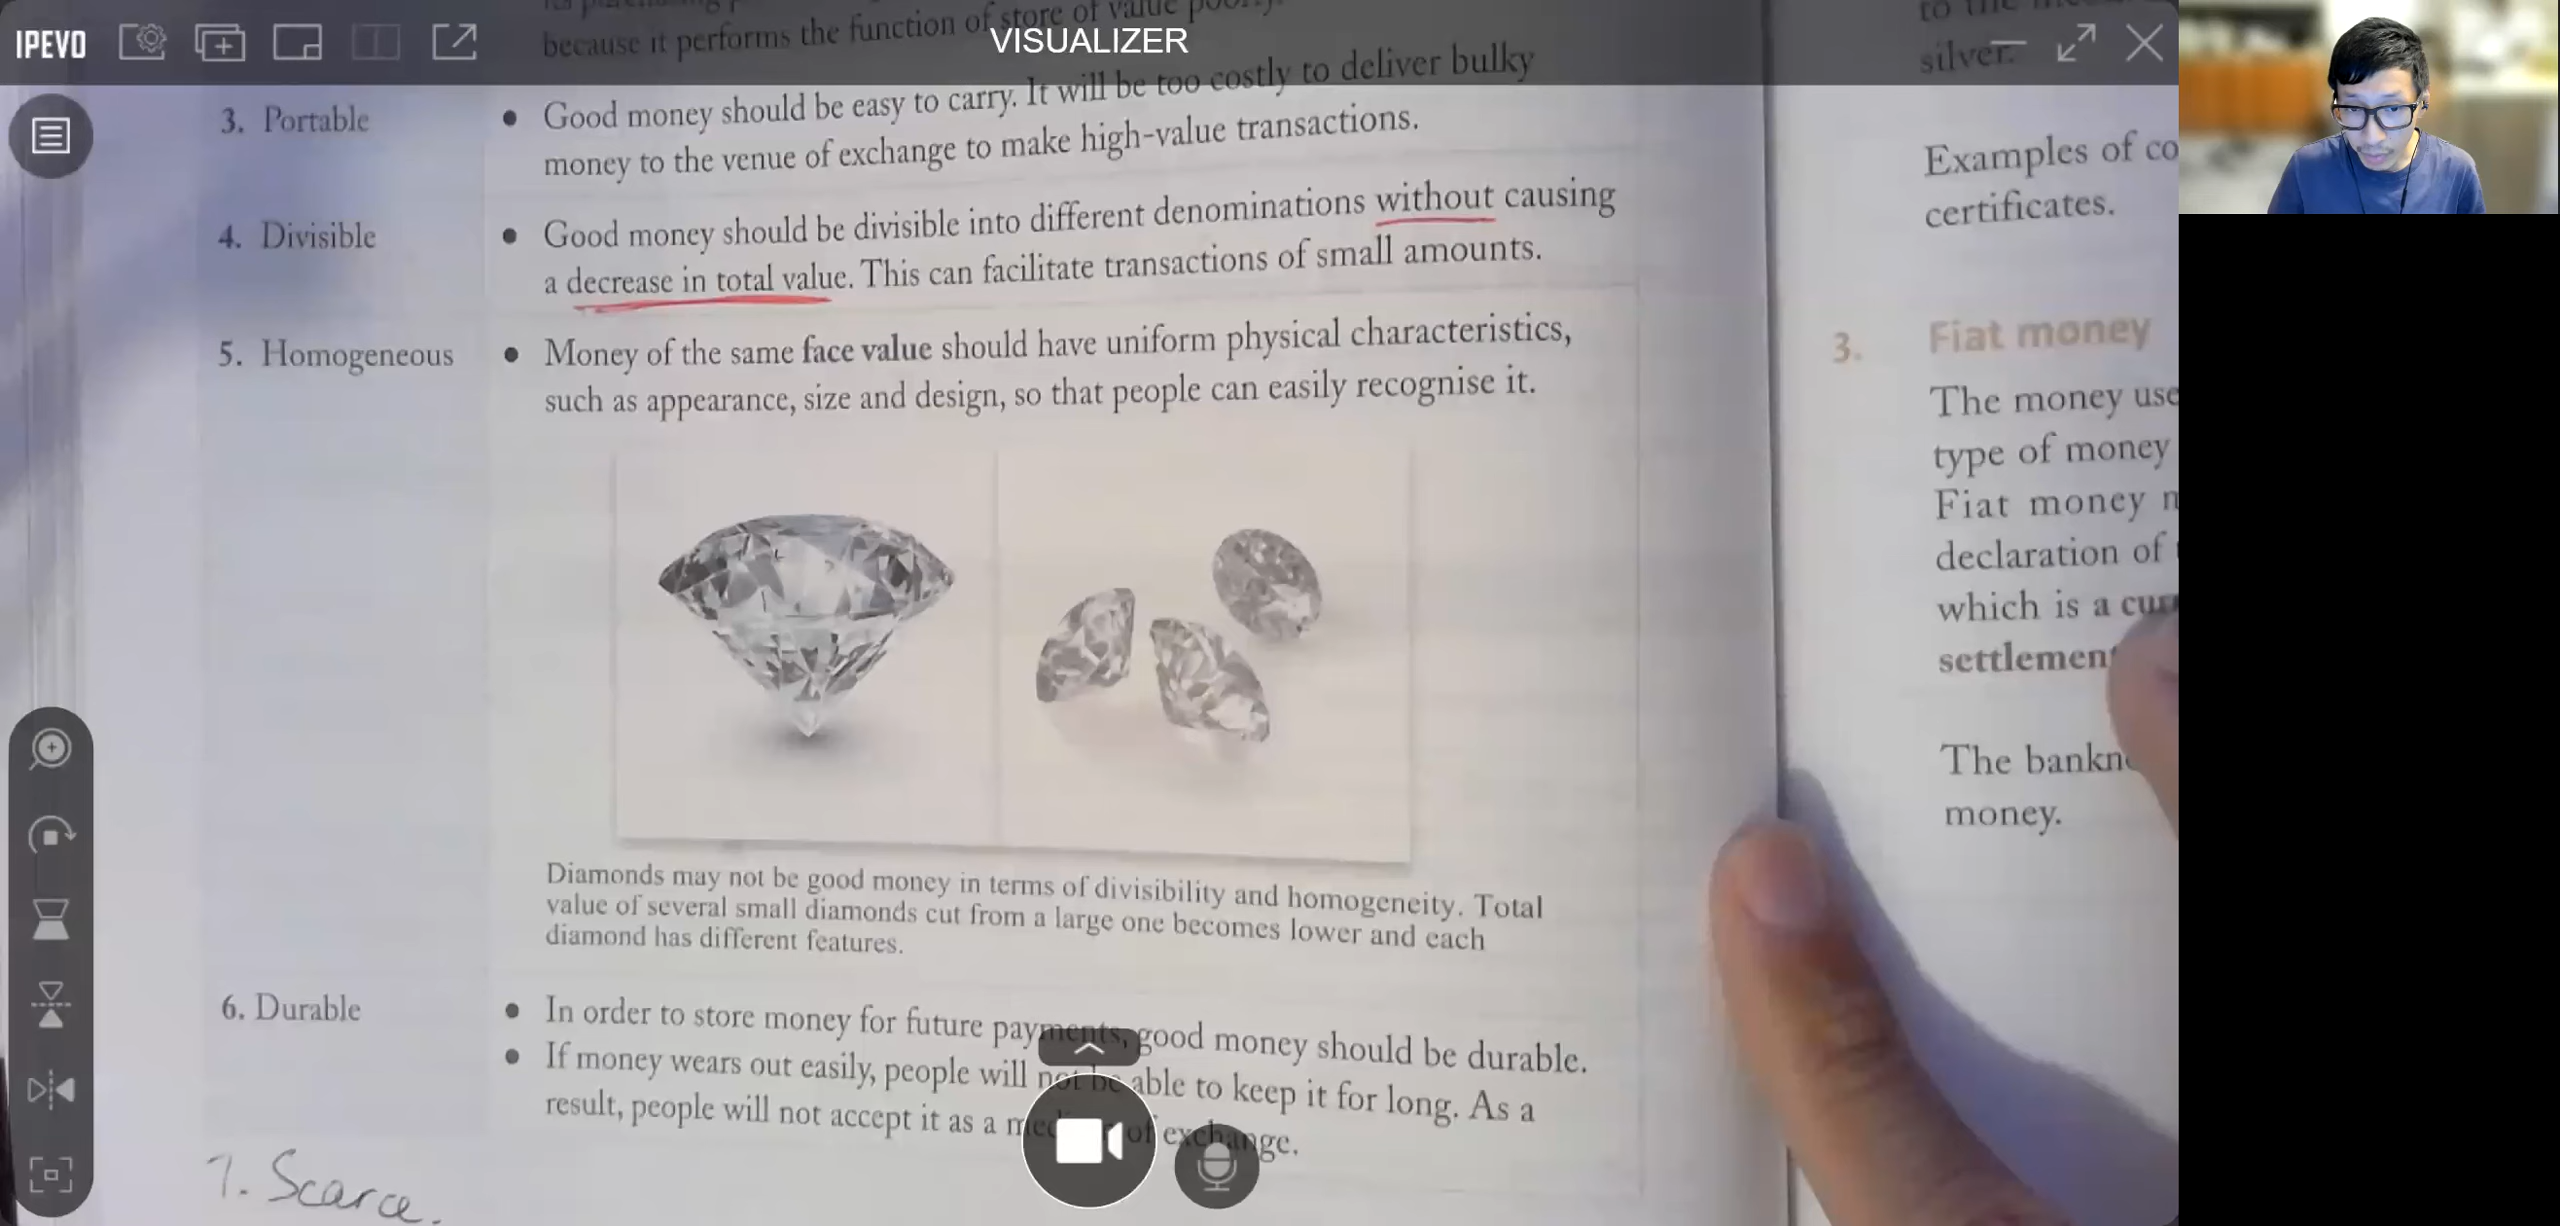 IPEVO
VISUALIZER
because it performs the function of store of value poorly.
3. Portable
• Good money should be easy to carry. It will be too costly to deliver bulky
money to the venue of exchange to make high-value transactions.
4. Divisible
• Good money should be divisible into different denominations without causing
a decrease in total value. This can facilitate transactions of small amounts.
5. Homogeneous
• Money of the same face value should have uniform physical characteristics,
such as appearance, size and design, so that people can easily recognise it.
Diamonds may not be good money in terms of divisibility and homogeneity. Total
value of several small diamonds cut from a large one becomes lower and each
diamond has different features.
6. Durable
• In order to store money for future payments, good money should be durable.
• If money wears out easily, people will not be able to keep it for long. As a
result, people will not accept it as a of exchange.
7. Scarce.
to the
silver.
Examples of co
certificates.
3. Fiat money
The money use
type of money
Fiat money
declaration of
which is a
settlement
The bankn
money.